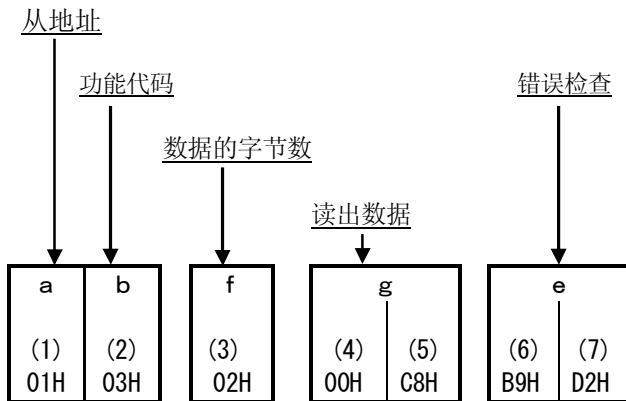 从地址
功能代码
错误检查
数据的字节数
读出数据
a b f g e
(1) (2) (3) (4) (5) (6) (7)
01H 03H 02H 00H C8H B9H D2H